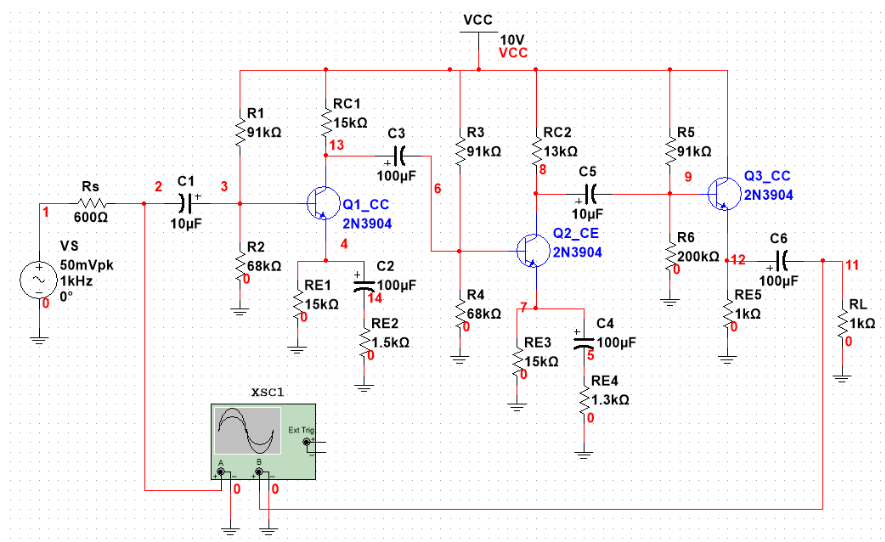 VCC
10V
VCC
R1
91kΩ
RC1
15kΩ
13
C3
100µF
6
R3
91kΩ
RC2
13kΩ
8
C5
10µF
R5
91kΩ
9
Q3_CC
2N3904
Rs
600Ω
1
2
C1
10µF
3
Q1_CC
2N3904
4
R2
68kΩ
0
VS
50mVpk
1kHz
0°
0
C2
100µF
14
RE1
15kΩ
0
RE2
1.5kΩ
0
Q2_CE
2N3904
7
R4
68kΩ
0
C4
100µF
5
RE3
15kΩ
0
RE4
1.3kΩ
0
R6
200kΩ
0
12
C6
100µF
11
RE5
1kΩ
0
RL
1kΩ
0
XSC1
Ext Trig
+
−
A
B
+ −
+ −
0
0